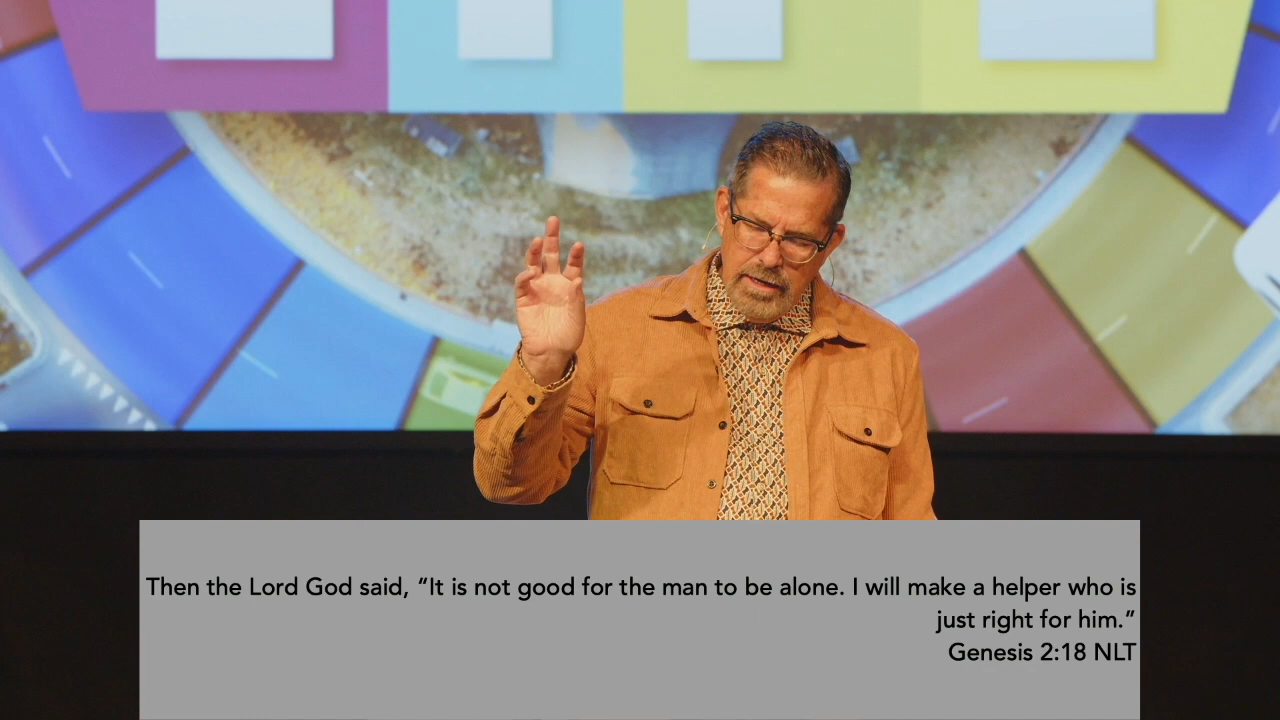 Then the Lord God said, “It is not good for the man to be alone. I will make a helper who is
just right for him.”
Genesis 2:18 NLT